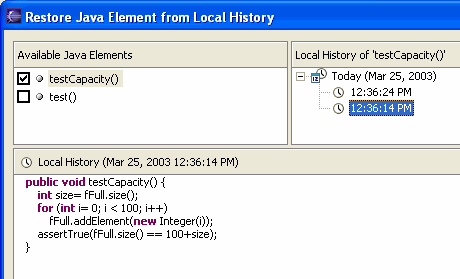 Restore Java Element from Local History
Available Java Elements
testCapacity()
test()
Local History of 'testCapacity()'
Today (Mar 25, 2003)
12:36:24 PM
12:36:14 PM
Local History (Mar 25, 2003 12:36:14 PM)
public void testCapacity() {
    int size= fFull.size();
    for (int i= 0; i < 100; i++)
        fFull.addElement(new Integer(i));
    assertTrue(fFull.size() == 100+size);
}